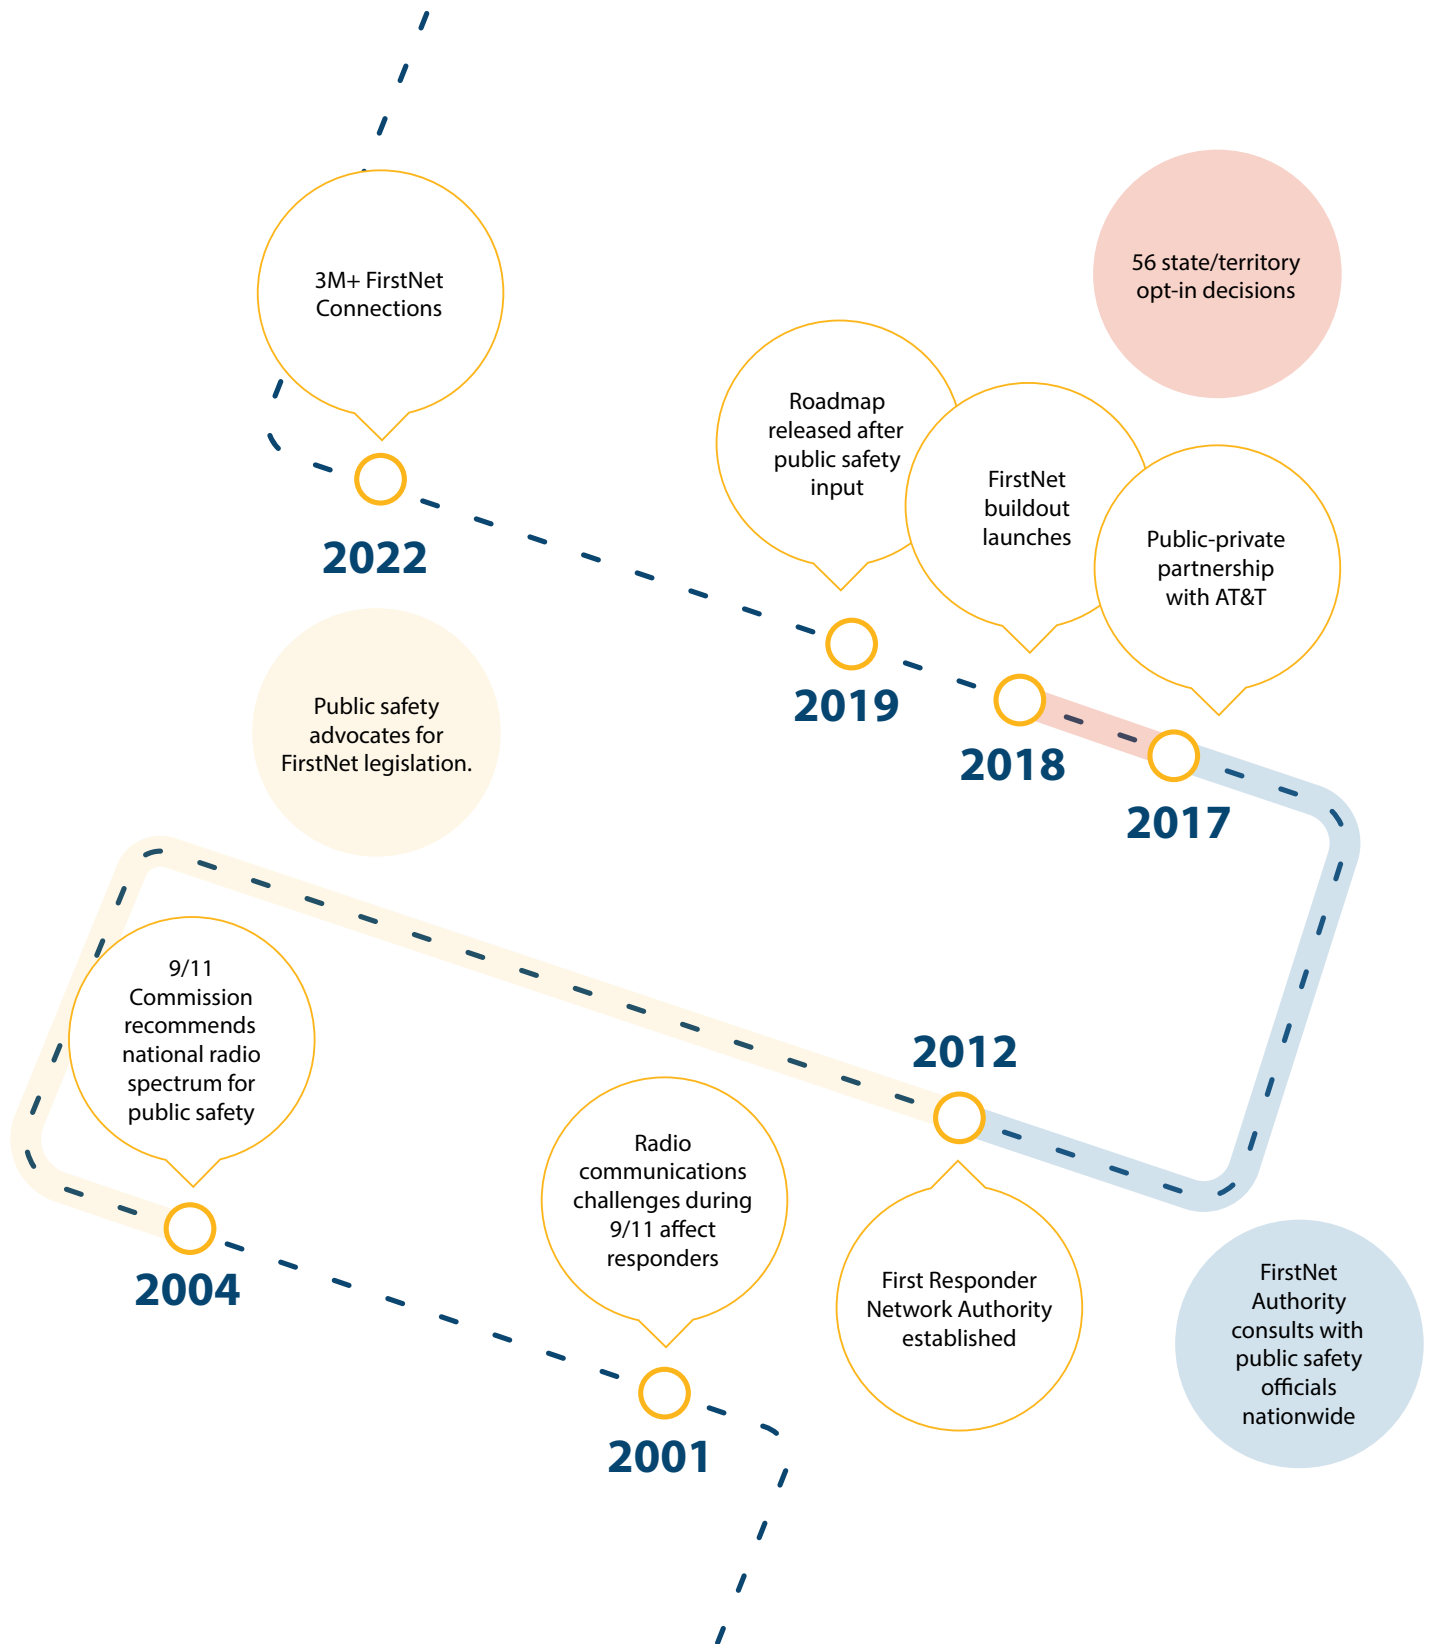 3M+ FirstNet
Connections
2022
56 state/territory
opt-in decisions
Roadmap
released after
public safety
input
2019
FirstNet
buildout
launches
2018
Public-private
partnership
with AT&T
2017
Public safety
advocates for
FirstNet legislation.
9/11
Commission
recommends
national radio
spectrum for
public safety
2004
Radio
communications
challenges during
9/11 affect
responders
2001
2012
First Responder
Network Authority
established
FirstNet
Authority
consults with
public safety
officials
nationwide